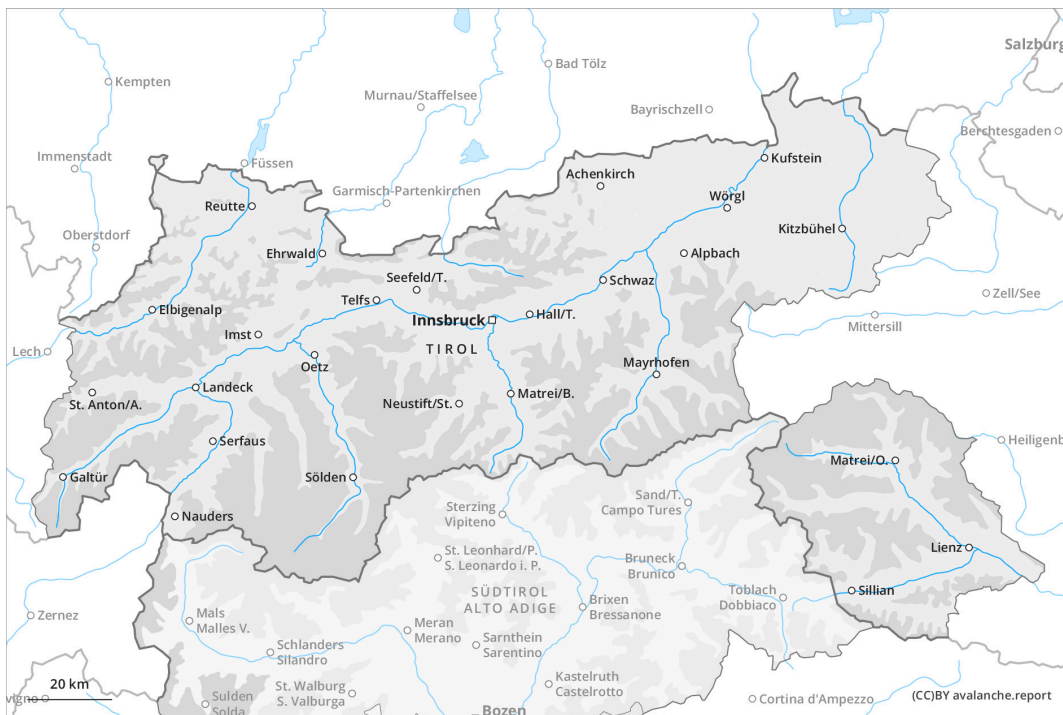 Salzburg
Kempten
Bad Tölz
Murnau/Staffelsee
Bayrischzell
Berchtesgaden
Immenstadt
Füssen
Kufstein
Achenkirch
Garmisch-Partenkirchen
Reutte
Wörgl
Oberstdorf
Kitzbühel
Ehrwald
Alpbach
Seefeld/T.
Schwaz
Zell/See
Telfs
Elbigenalp
Innsbruck
Hall/T.
Mittersill
Imst
TIROL
Lech
Oetz
Mayrhofen
Landeck
St. Anton/A.
Neustift/St.
Matrei/B.
Serfaus
Heiligenb
Matrei/O.
Galtür
Sölden
Sand/T.
Campo Tures
Sterzing
Vipiteno
Nauders
Lienz
St. Leonhard/P.
S. Leonardo i. P.
Bruneck
Brunico
SÜDTIROL
ALTO ADIGE
Toblach
Dobbiaco
Sillian
Zernez
Mals
Malles V.
Brixen
Bressanone
Meran
Merano
Sarnthein
Sarentino
Schlanders
Silandro
Kastelruth
Castelrotto
20 km
St. Walburg
S. Valburga
vigno
Sulden
Solda
Cortina d'Ampezzo
(CC)BY avalanche.report
Bozen